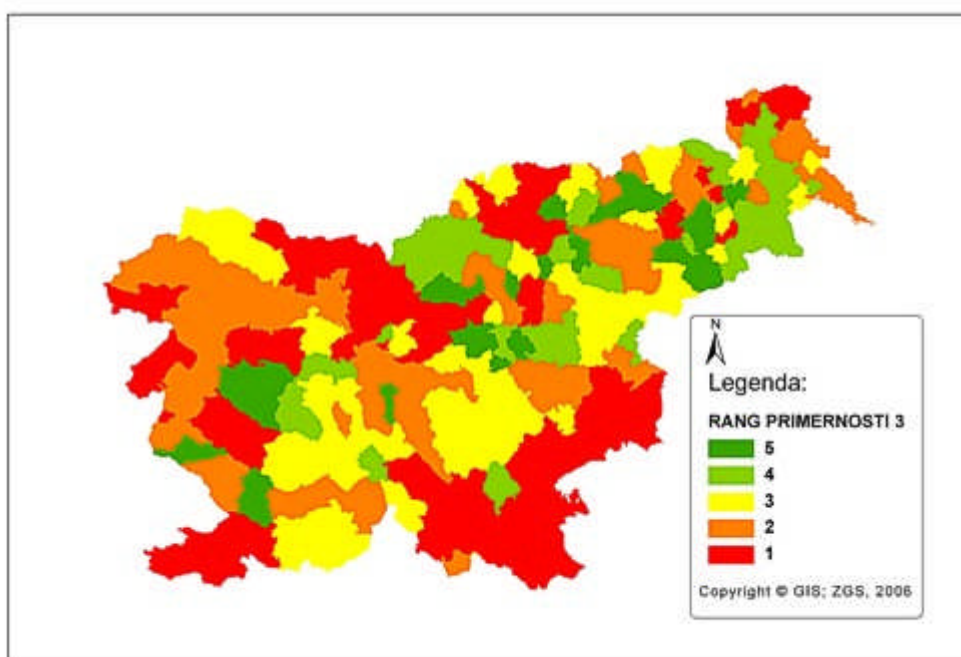 N
Legenda:
RANG PRIMERNOSTI 3
5
4
3
2
1
Copyright © GIS; ZGS, 2006